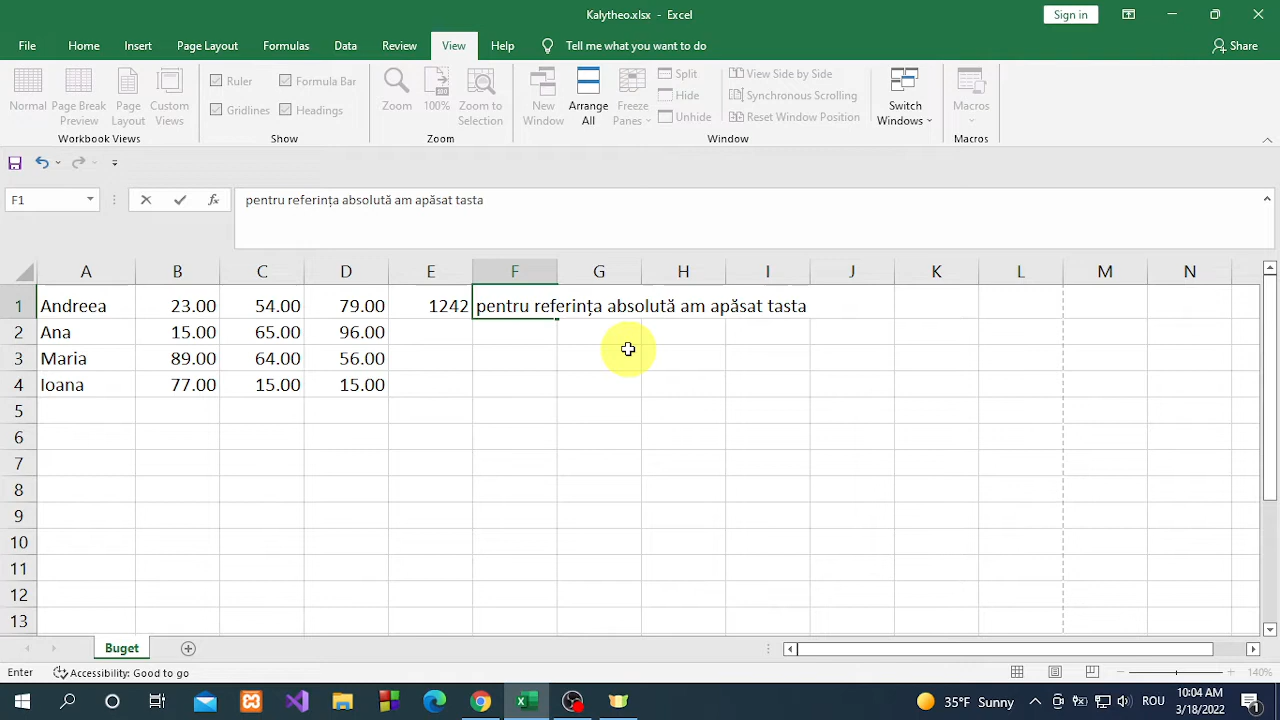 Kalytheo.xlsx - Excel
Sign in
File Home Insert Page Layout Formulas Data Review View Help Tell me what you want to do Share
Normal Page Break Preview Page Layout Custom Views
Workbook Views
Ruler Formula Bar
Gridlines Headings
Show
Zoom 100% Zoom to Selection
Zoom
New Window Arrange All Freeze Panes
Split
Hide
Unhide
View Side by Side
Synchronous Scrolling
Reset Window Position
Switch Windows
Window
Macros
Macros
F1 fx pentru referința absolută am apăsat tasta
A B C D E F G H I J K L M N
1 Andreea 23.00 54.00 75.00 1242 pentru referința absolută am apăsat tasta
2 Ana 15.00 65.00 96.00
3 Maria 89.00 64.00 56.00
4 Ioana 77.00 15.00 15.00
5
6
7
8
9
10
11
12
13
Buget
Enter Accessibility: Good to go 140%
35°F Sunny ROU 10:04 AM
3/18/2022